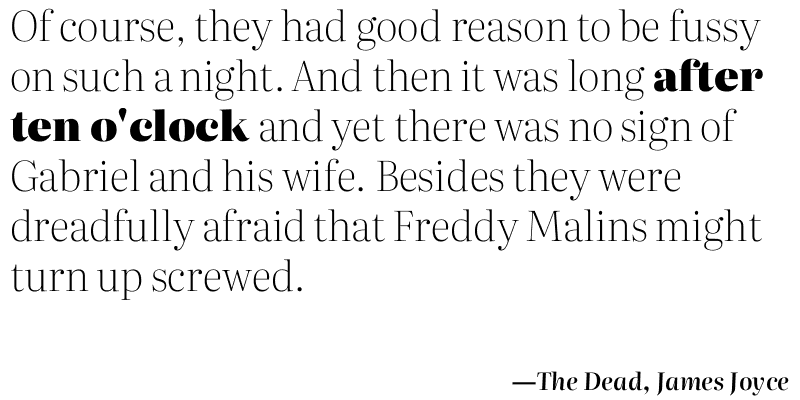 Of course, they had good reason to be fussy
on such a night. And then it was long after
ten o'clock and yet there was no sign of
Gabriel and his wife. Besides they were
dreadfully afraid that Freddy Malins might
turn up screwed.
—The Dead, James Joyce